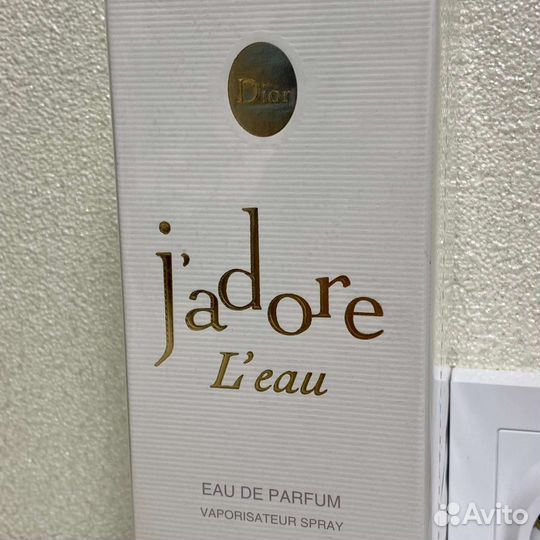 Dior
j'adore
L'eau
EAU DE PARFUM
VAPORISATEUR SPRAY
Avito